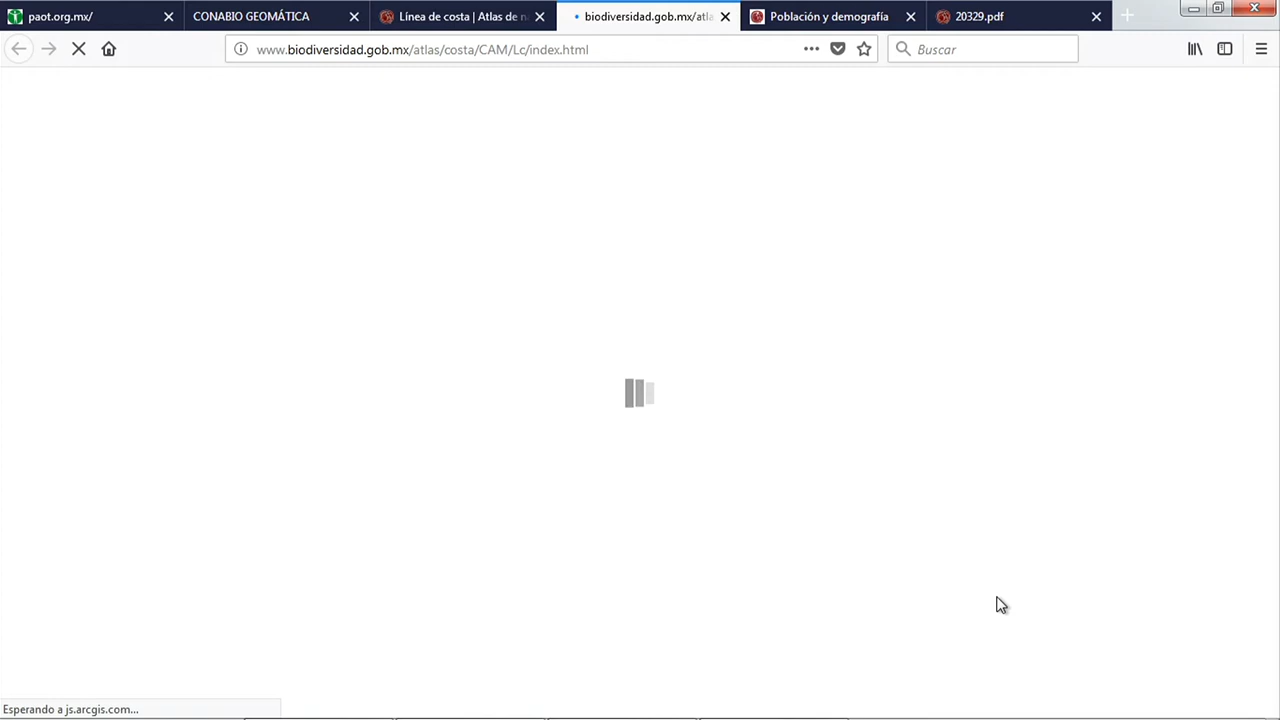 paot.org.mx/
CONABIO GEOMÁTICA
Línea de costa | Atlas de n
biodiversidad.gob.mx/atla
Población y demografía
20329.pdf
www.biodiversidad.gob.mx/atlas/costa/CAM/Lc/index.html
Buscar
Esperando a js.arcgis.com...